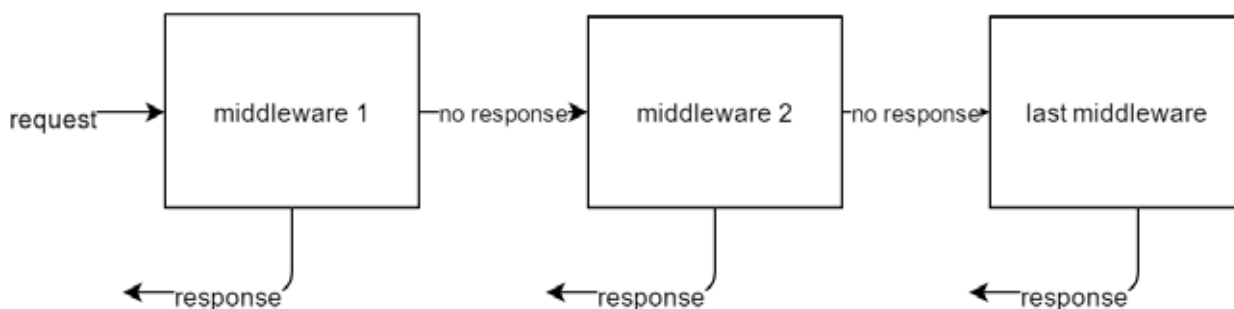 request
middleware 1
no response
middleware 2
no response
last middleware
response
response
response